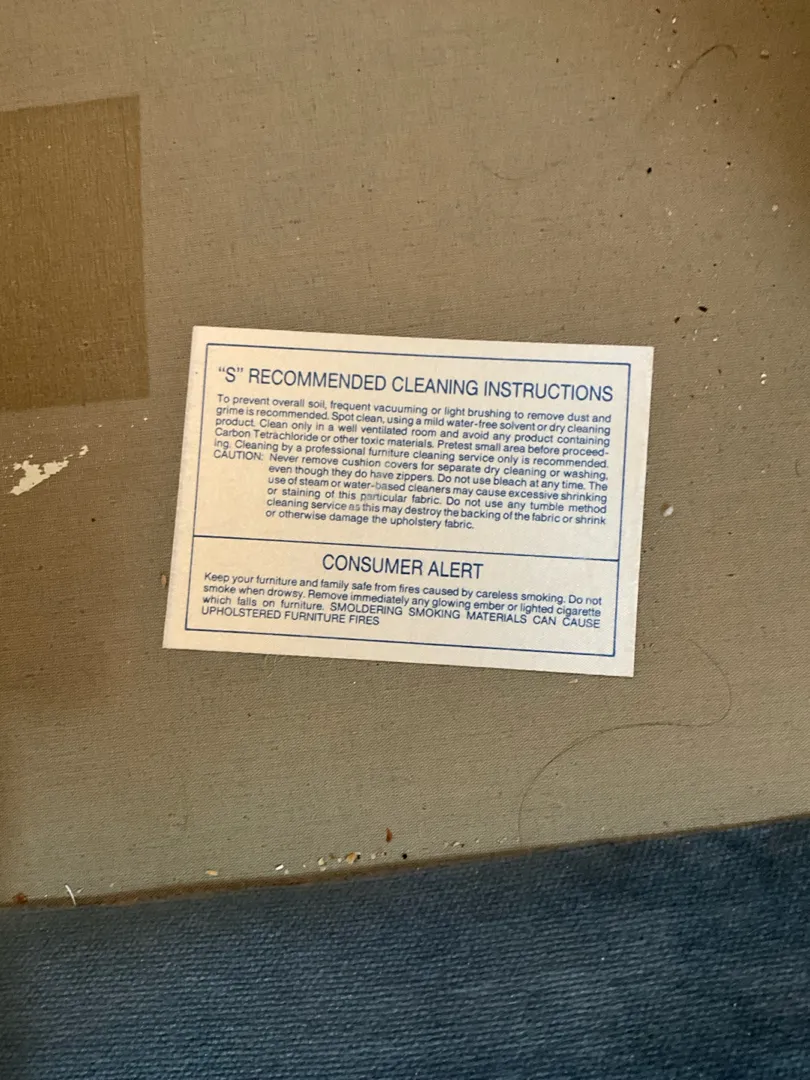 “S” RECOMMENDED CLEANING INSTRUCTIONS
To prevent overall soil, frequent vacuuming or light brushing to remove dust and
grime is recommended. Spot clean, using a mild water-free solvent or dry cleaning
product. Clean only in a well ventilated room and avoid any product containing
Carbon Tetrachloride or other toxic materials. Pretest small area before proceed-
ing. Cleaning by a professional furniture cleaning service only is recommended.
CAUTION: Never remove cushion covers for separate dry cleaning or washing,
even though they do have zippers. Do not use bleach at any time. The
use of steam or water-based cleaners may cause excessive shrinking
or staining of this particular fabric. Do not use any tumble method
cleaning service as this may destroy the backing of the fabric or shrink
or otherwise damage the upholstery fabric.
CONSUMER ALERT
Keep your furniture and family safe from fires caused by careless smoking. Do not
smoke when drowsy. Remove immediately any glowing ember or lighted cigarette
which falls on furniture. SMOLDERING SMOKING MATERIALS CAN CAUSE
UPHOLSTERED FURNITURE FIRES